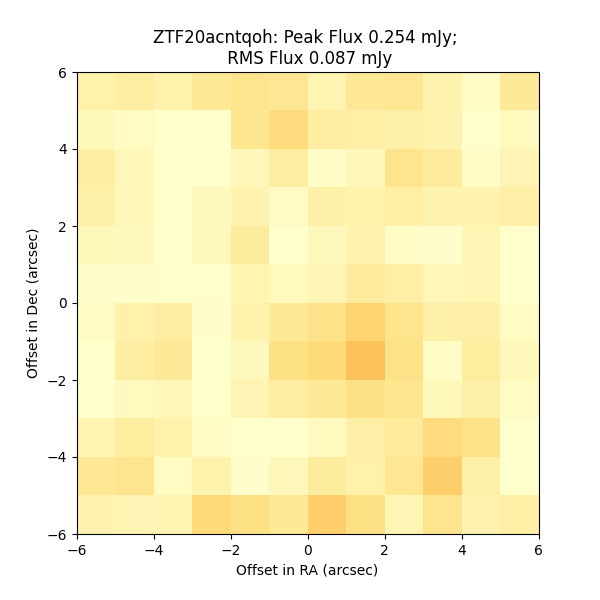 ZTF20acntqoh: Peak Flux 0.254 mJy;
RMS Flux 0.087 mJy
6
4
2
0
−2
−4
−6
Offset in Dec (arcsec)
−6 −4 −2 0 2 4 6
Offset in RA (arcsec)